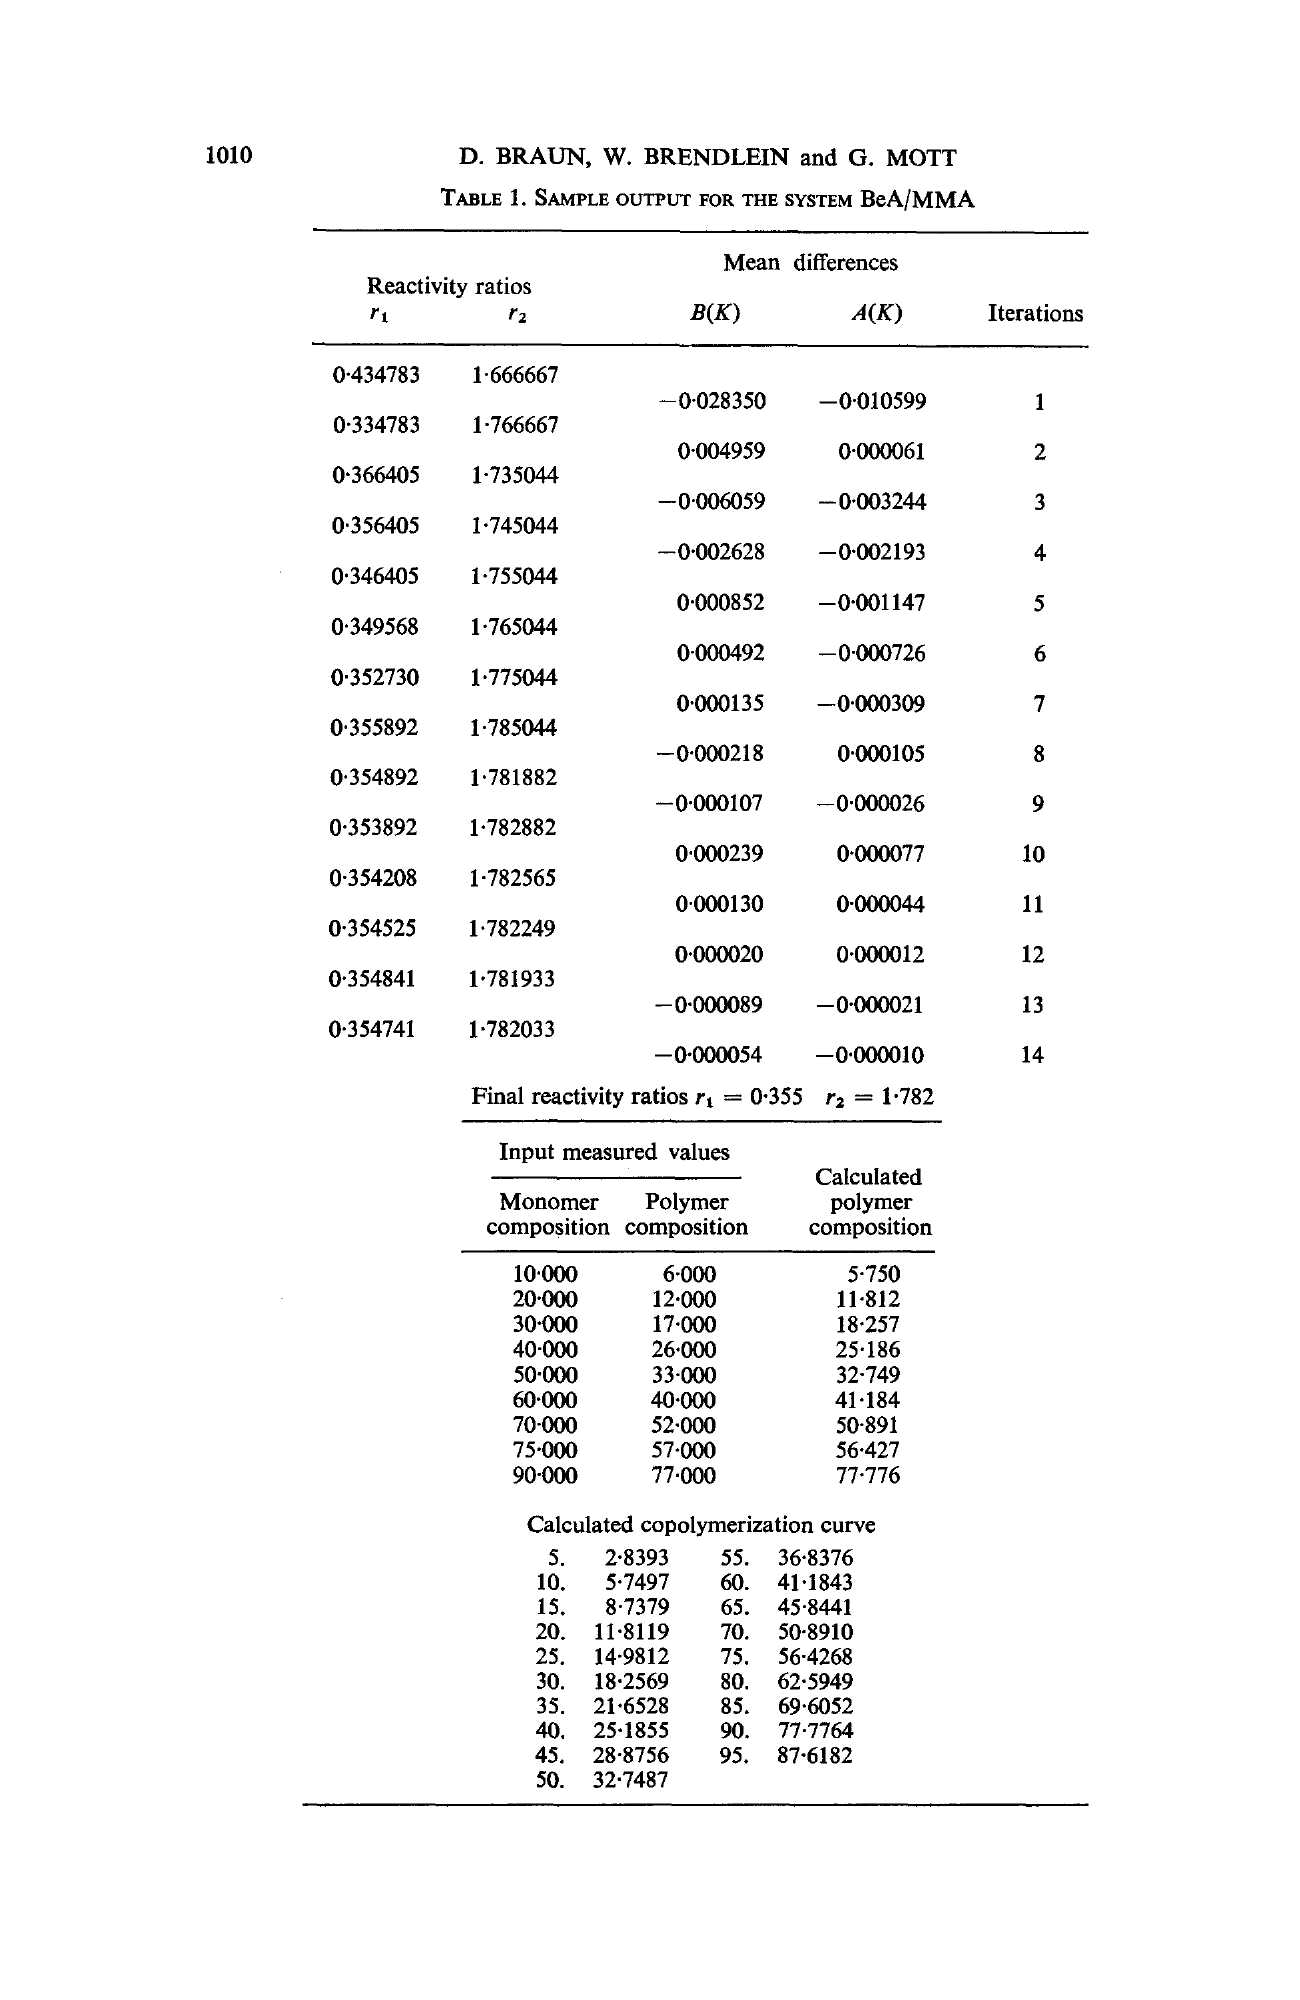 1010 D. BRAUN, W. BRENDLEIN and G. MOTT
TABLE 1. SAMPLE OUTPUT FOR THE SYSTEM BeA/MMA
Mean differences
Reactivity ratios
r1 r2 B(K) A(K) Iterations
0·434783 1·666667
—0·028350 —0·010599 1
0·334783 1·766667
0·004959 0·000061 2
0·366405 1·735044
—0·006059 —0·003244 3
0·356405 1·745044
—0·002628 —0·002193 4
0·346405 1·755044
0·000852 —0·001147 5
0·349568 1·765044
0·000492 —0·000726 6
0·352730 1·775044
0·000135 —0·000309 7
0·355892 1·785044
—0·000218 0·000105 8
0·354892 1·781882
—0·000107 —0·000026 9
0·353892 1·782882
0·000239 0·000077 10
0·354208 1·782565
0·000130 0·000044 11
0·354525 1·782249
0·000020 0·000012 12
0·354841 1·781933
—0·000089 —0·000021 13
0·354741 1·782033
—0·000054 —0·000010 14
Final reactivity ratios r1 = 0·355 r2 = 1·782
Input measured values
Calculated
Monomer Polymer polymer
composition composition composition
10·000 6·000 5·750
20·000 12·000 11·812
30·000 17·000 18·257
40·000 26·000 25·186
50·000 33·000 32·749
60·000 40·000 41·184
70·000 52·000 50·891
75·000 57·000 56·427
90·000 77·000 77·776
Calculated copolymerization curve
5. 2·8393 55. 36·8376
10. 5·7497 60. 41·1843
15. 8·7379 65. 45·8441
20. 11·8119 70. 50·8910
25. 14·9812 75. 56·4268
30. 18·2569 80. 62·5949
35. 21·6528 85. 69·6052
40. 25·1855 90. 77·7764
45. 28·8756 95. 87·6182
50. 32·7487